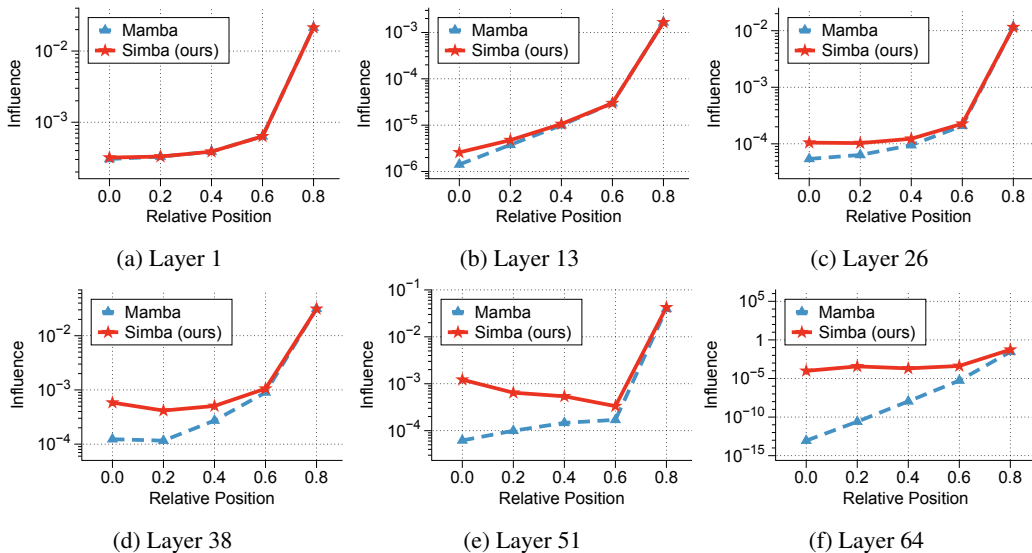 Mamba
Simba (ours)
Influence
10⁻²
10⁻³
0.0 0.2 0.4 0.6 0.8
Relative Position
(a) Layer 1
Mamba
Simba (ours)
Influence
10⁻³
10⁻⁴
10⁻⁵
10⁻⁶
0.0 0.2 0.4 0.6 0.8
Relative Position
(b) Layer 13
Mamba
Simba (ours)
Influence
10⁻²
10⁻³
10⁻⁴
0.0 0.2 0.4 0.6 0.8
Relative Position
(c) Layer 26
Mamba
Simba (ours)
Influence
10⁻²
10⁻³
10⁻⁴
0.0 0.2 0.4 0.6 0.8
Relative Position
(d) Layer 38
Mamba
Simba (ours)
Influence
10⁻¹
10⁻³
10⁻⁴
0.0 0.2 0.4 0.6 0.8
Relative Position
(e) Layer 51
Mamba
Simba (ours)
Influence
10⁵
1
10⁻⁵
10⁻¹⁰
10⁻¹⁵
0.0 0.2 0.4 0.6 0.8
Relative Position
(f) Layer 64